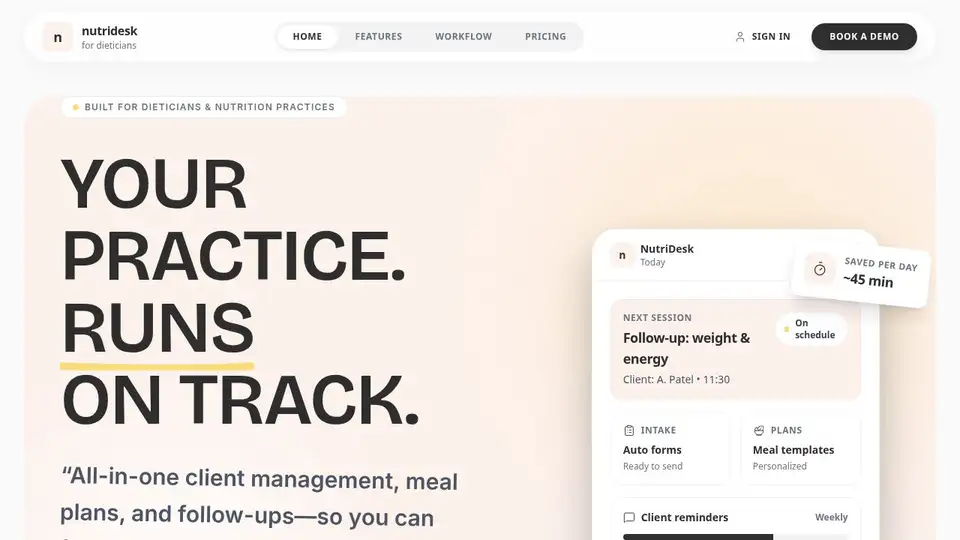 n
nutridesk
for dieticians
HOME
FEATURES
WORKFLOW
PRICING
SIGN IN
BOOK A DEMO
BUILT FOR DIETICIANS & NUTRITION PRACTICES
YOUR
PRACTICE.
RUNS
ON TRACK.
“All-in-one client management, meal
plans, and follow-ups—so you can
n
NutriDesk
Today
SAVED PER DAY
~45 min
NEXT SESSION
On
schedule
Follow-up: weight &
energy
Client: A. Patel • 11:30
INTAKE
Auto forms
Ready to send
PLANS
Meal templates
Personalized
Client reminders
Weekly